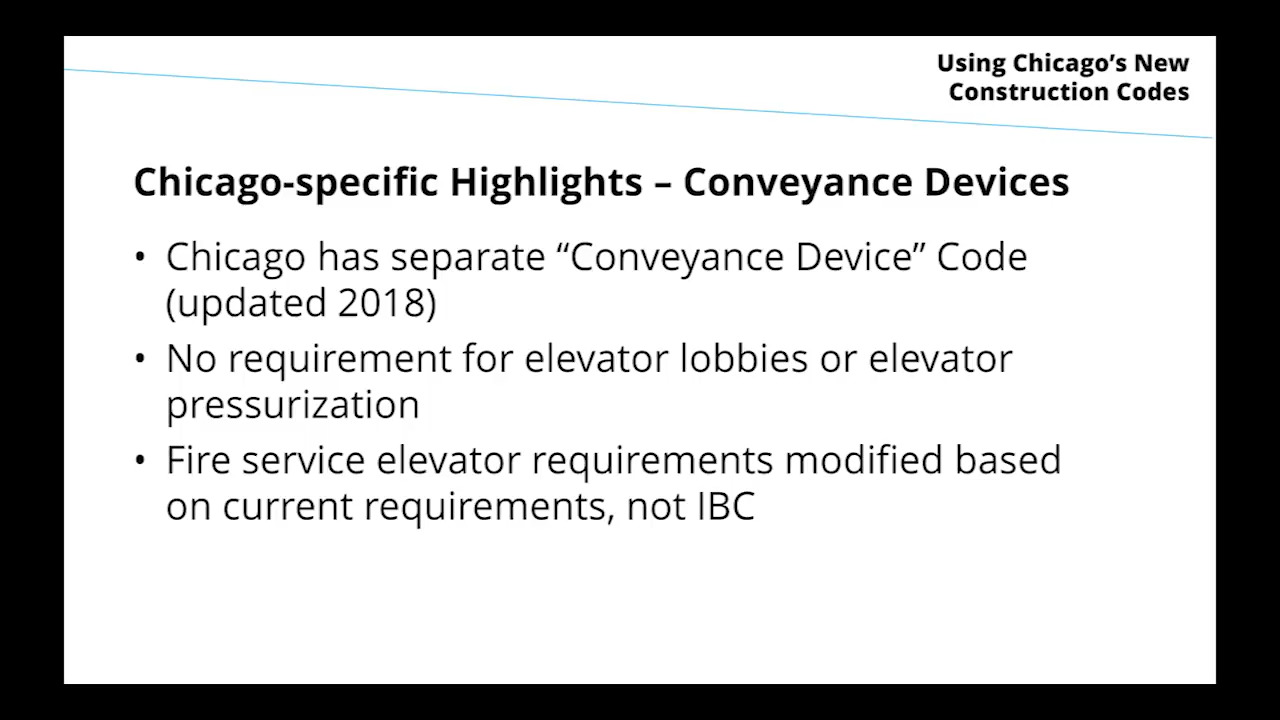 Using Chicago’s New
Construction Codes
Chicago-specific Highlights – Conveyance Devices
• Chicago has separate “Conveyance Device” Code
(updated 2018)
• No requirement for elevator lobbies or elevator
pressurization
• Fire service elevator requirements modified based
on current requirements, not IBC